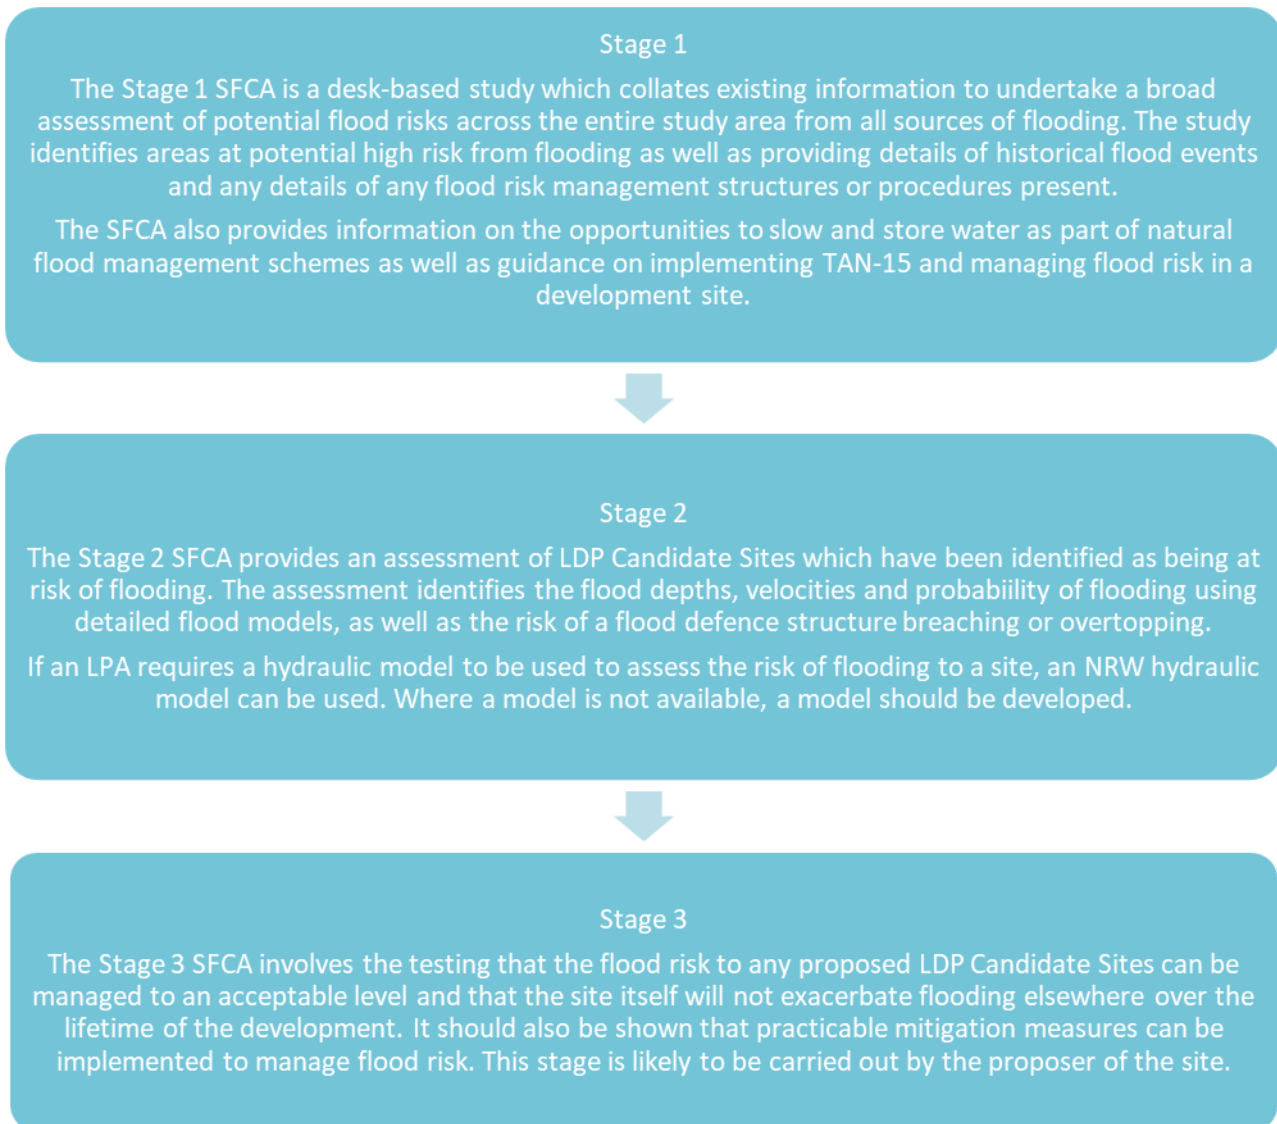 Stage 1
The Stage 1 SFCA is a desk-based study which collates existing information to undertake a broad
assessment of potential flood risks across the entire study area from all sources of flooding. The study
identifies areas at potential high risk from flooding as well as providing details of historical flood events
and any details of any flood risk management structures or procedures present.
The SFCA also provides information on the opportunities to slow and store water as part of natural
flood management schemes as well as guidance on implementing TAN-15 and managing flood risk in a
development site.
Stage 2
The Stage 2 SFCA provides an assessment of LDP Candidate Sites which have been identified as being at
risk of flooding. The assessment identifies the flood depths, velocities and probabiility of flooding using
detailed flood models, as well as the risk of a flood defence structure breaching or overtopping.
If an LPA requires a hydraulic model to be used to assess the risk of flooding to a site, an NRW hydraulic
model can be used. Where a model is not available, a model should be developed.
Stage 3
The Stage 3 SFCA involves the testing that the flood risk to any proposed LDP Candidate Sites can be
managed to an acceptable level and that the site itself will not exacerbate flooding elsewhere over the
lifetime of the development. It should also be shown that practicable mitigation measures can be
implemented to manage flood risk. This stage is likely to be carried out by the proposer of the site.